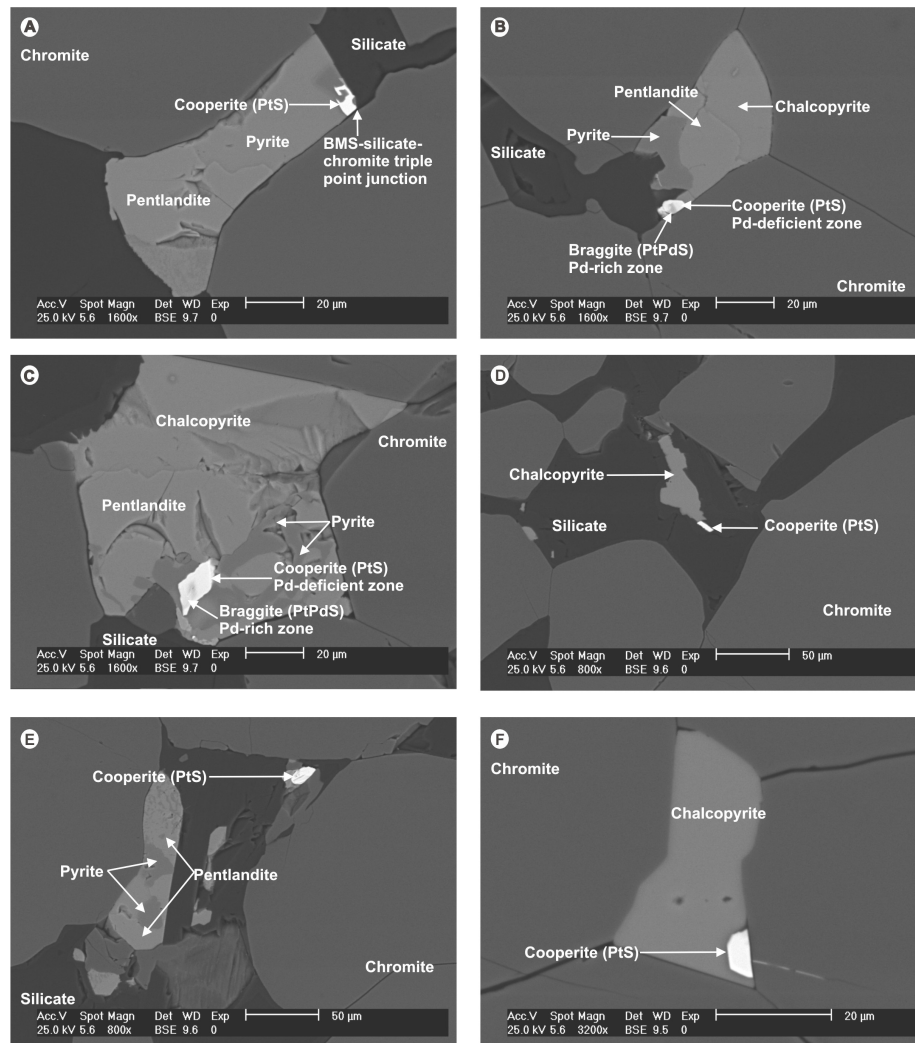 A
Chromite
Silicate
Cooperite (PtS)
Pyrite
BMS-silicate-
chromite triple
point junction
Pentlandite
Acc.V Spot Magn Det WD Exp 20 µm
25.0 kV 5.6 1600x BSE 9.7 0
B
Pentlandite
Chalcopyrite
Pyrite
Silicate
Cooperite (PtS)
Pd-deficient zone
Braggite (PtPdS)
Pd-rich zone
Chromite
Acc.V Spot Magn Det WD Exp 20 µm
25.0 kV 5.6 1600x BSE 9.7 0
C
Chalcopyrite
Chromite
Pentlandite
Pyrite
Cooperite (PtS)
Pd-deficient zone
Braggite (PtPdS)
Pd-rich zone
Silicate
Acc.V Spot Magn Det WD Exp 20 µm
25.0 kV 5.6 1600x BSE 9.7 0
D
Chalcopyrite
Silicate
Cooperite (PtS)
Chromite
Acc.V Spot Magn Det WD Exp 50 µm
25.0 kV 5.6 800x BSE 9.6 0
E
Cooperite (PtS)
Pyrite
Pentlandite
Chromite
Silicate
Acc.V Spot Magn Det WD Exp 50 µm
25.0 kV 5.6 800x BSE 9.6 0
F
Chromite
Chalcopyrite
Cooperite (PtS)
Acc.V Spot Magn Det WD Exp 20 µm
25.0 kV 5.6 3200x BSE 9.5 0